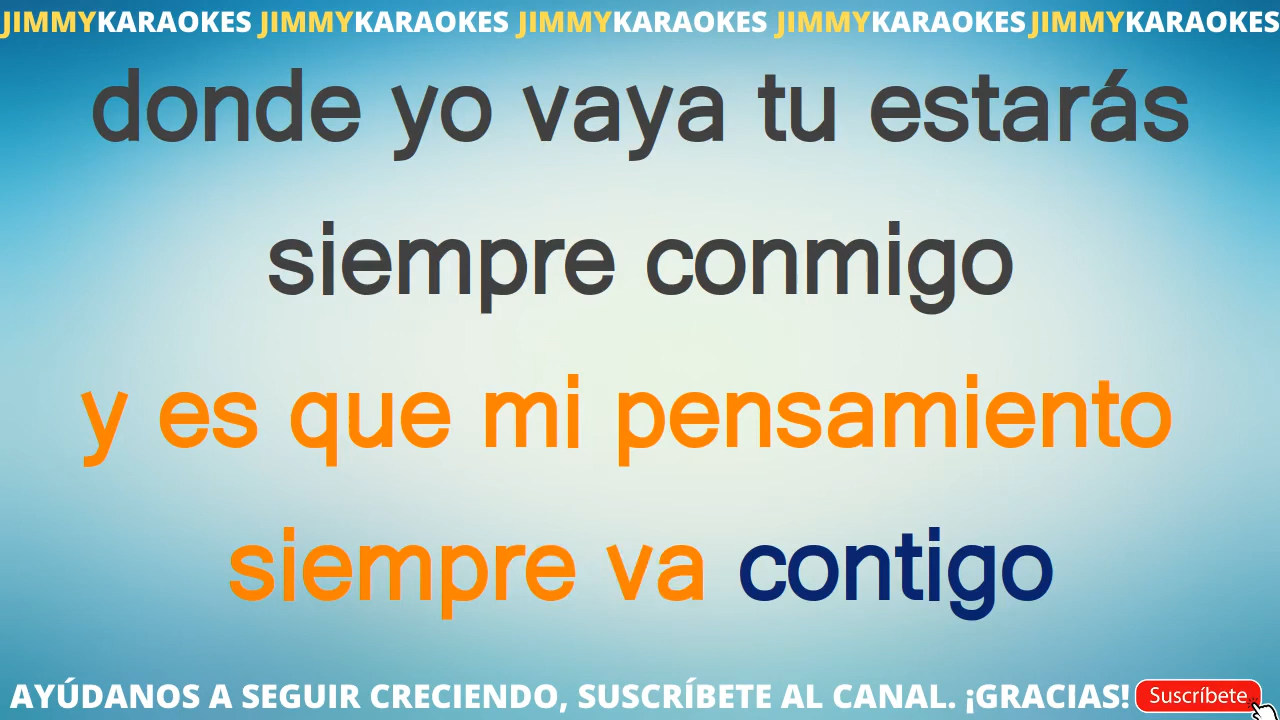 JIMMYKARAOKES JIMMYKARAOKES JIMMYKARAOKES JIMMYKARAOKES JIMMYKARAOKES
donde yo vaya tu estarás
siempre conmigo
y es que mi pensamiento
siempre va contigo
AYÚDANOS A SEGUIR CRECIENDO, SUSCRÍBETE AL CANAL. ¡GRACIAS! Suscríbete